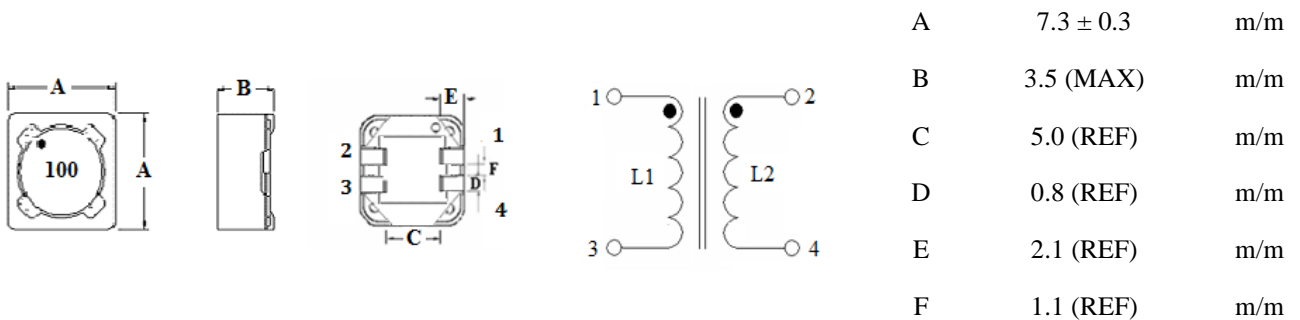 A
A
100
B
E
1
2
F
D
3
4
C
1
2
L1
L2
3
4
A 7.3 ± 0.3 m/m
B 3.5 (MAX) m/m
C 5.0 (REF) m/m
D 0.8 (REF) m/m
E 2.1 (REF) m/m
F 1.1 (REF) m/m